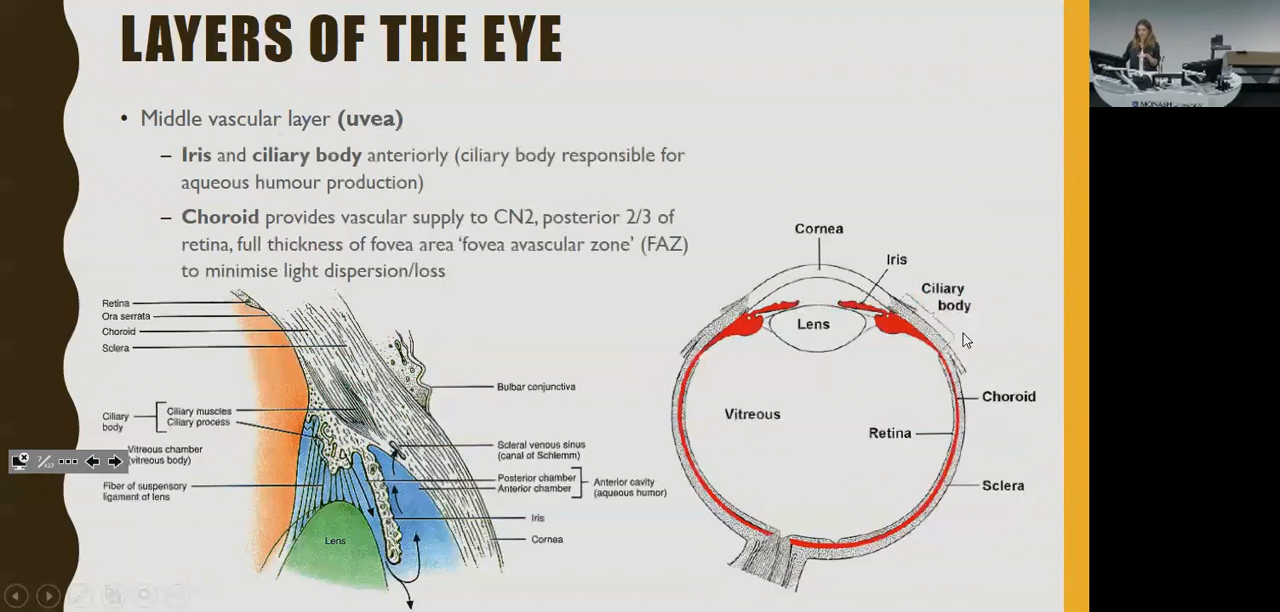 LAYERS OF THE EYE
• Middle vascular layer (uvea)
– Iris and ciliary body anteriorly (ciliary body responsible for
aqueous humour production)
– Choroid provides vascular supply to CN2, posterior 2/3 of
retina, full thickness of fovea area ‘fovea avascular zone’ (FAZ)
to minimise light dispersion/loss
Retina
Ora serrata
Choroid
Sclera
Ciliary
body
Ciliary muscles
Ciliary process
Vitreous chamber
(vitreous body)
Fiber of suspensory
ligament of lens
Lens
Bulbar conjunctiva
Scleral venous sinus
(canal of Schlemm)
Posterior chamber
Anterior chamber
Anterior cavity
(aqueous humor)
Iris
Cornea
Cornea
Iris
Ciliary
body
Lens
Vitreous
Choroid
Retina
Sclera
MONASH